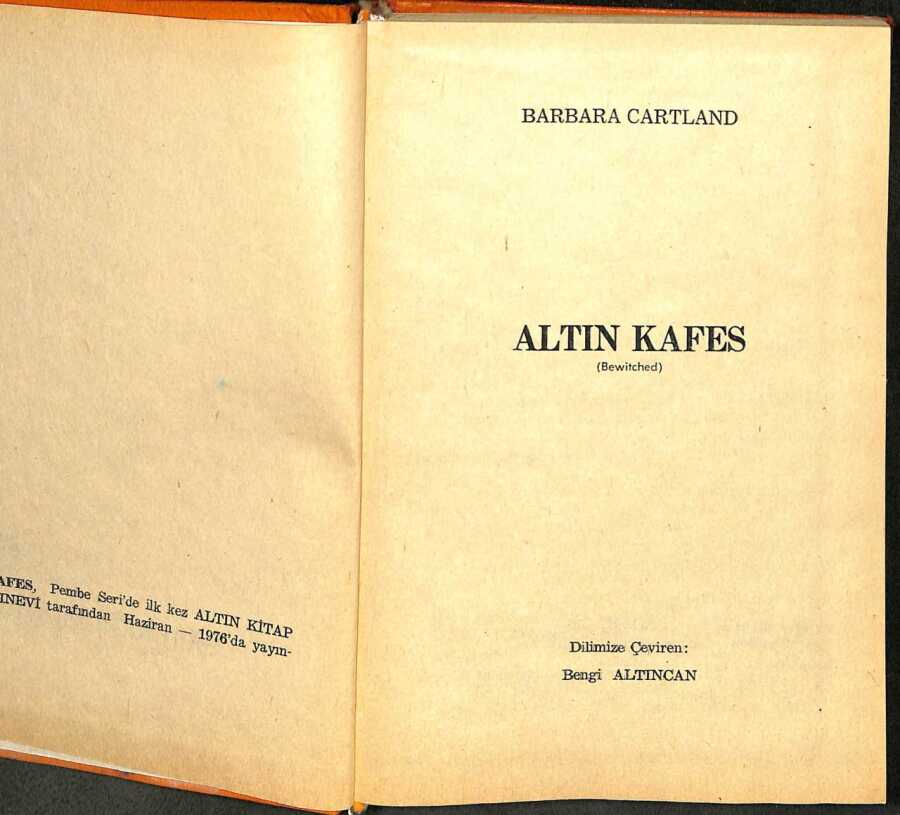 AFES, Pembe Seri'de ilk kez ALTIN KİTAP
INEVİ tarafından Haziran — 1976'da yayın-
BARBARA CARTLAND
ALTIN KAFES
(Bewitched)
Dilimize Çeviren:
Bengi ALTINCAN